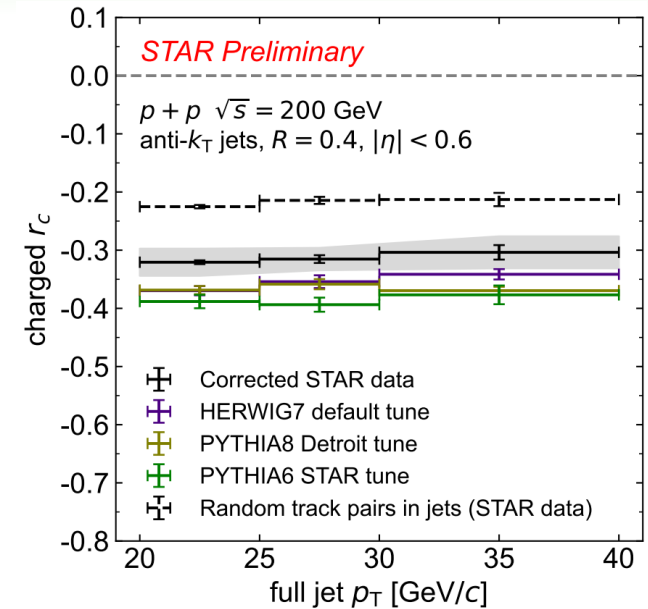 STAR Preliminary
p + p √s = 200 GeV
anti-kT jets, R = 0.4, |η| < 0.6
0.1
0.0
-0.1
-0.2
-0.3
-0.4
-0.5
-0.6
-0.7
-0.8
charged rc
Corrected STAR data
HERWIG7 default tune
PYTHIA8 Detroit tune
PYTHIA6 STAR tune
Random track pairs in jets (STAR data)
20 25 30 35 40
full jet pT [GeV/c]